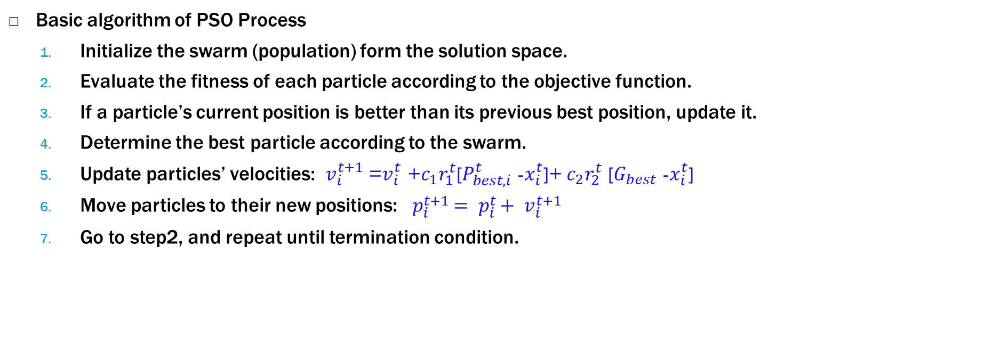 Basic algorithm of PSO Process
1. Initialize the swarm (population) form the solution space.
2. Evaluate the fitness of each particle according to the objective function.
3. If a particle’s current position is better than its previous best position, update it.
4. Determine the best particle according to the swarm.
5. Update particles’ velocities: $v_i^{t+1} = v_i^t + c_1 r_1^t [P_{best,i}^t - x_i^t] + c_2 r_2^t [G_{best} - x_i^t]$
6. Move particles to their new positions: $p_i^{t+1} = p_i^t + v_i^{t+1}$
7. Go to step2, and repeat until termination condition.